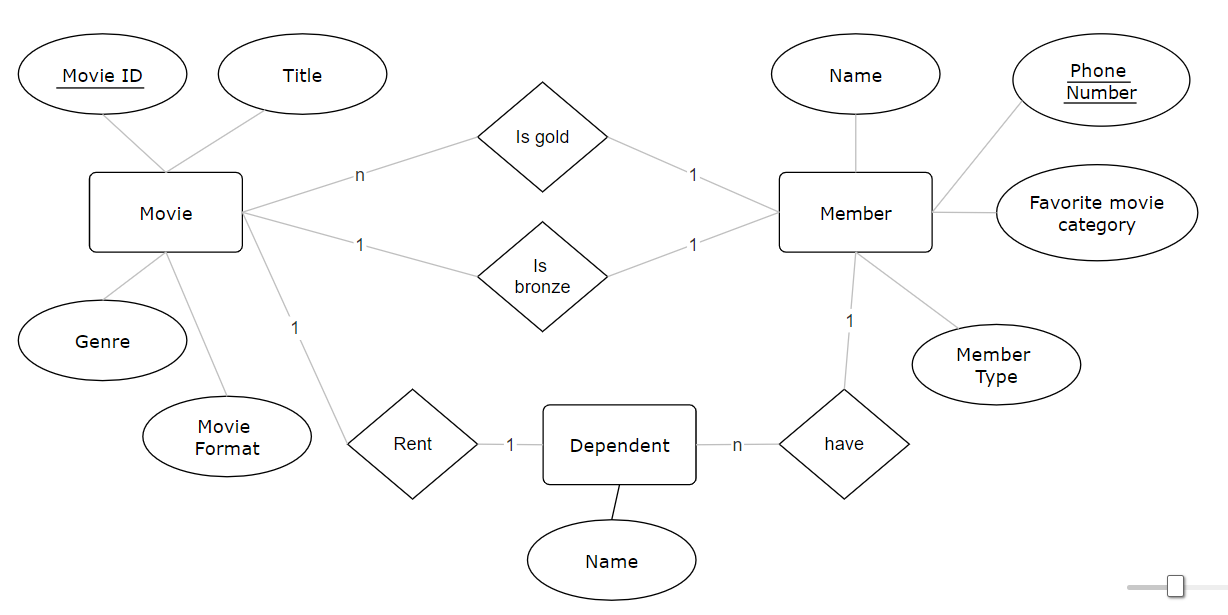 Movie ID
Title
Name
Phone
Number
Is gold
n
1
Movie
Member
Favorite movie
category
1
1
Is
bronze
1
1
Genre
Member
Type
Movie
Format
Rent
1
Dependent
n
have
Name